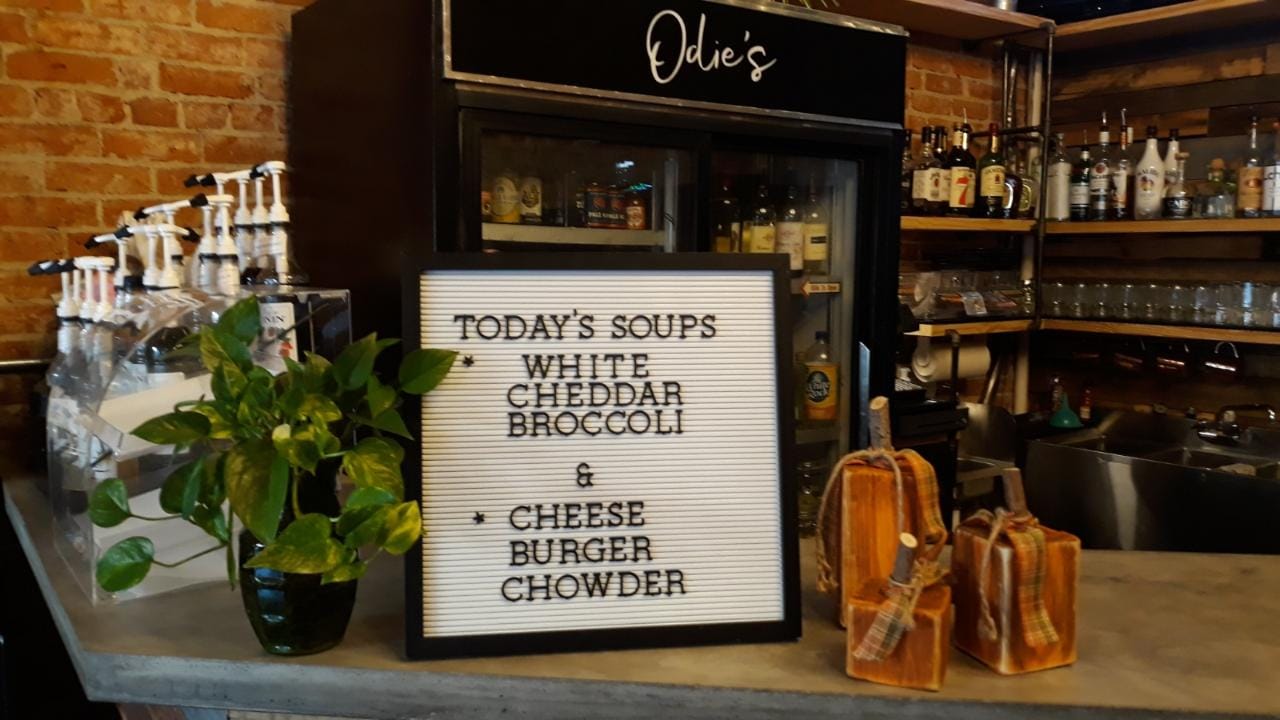 Odie's
TODAY'S SOUPS
* WHITE
CHEDDAR
BROCCOLI
&
* CHEESE
BURGER
CHOWDER